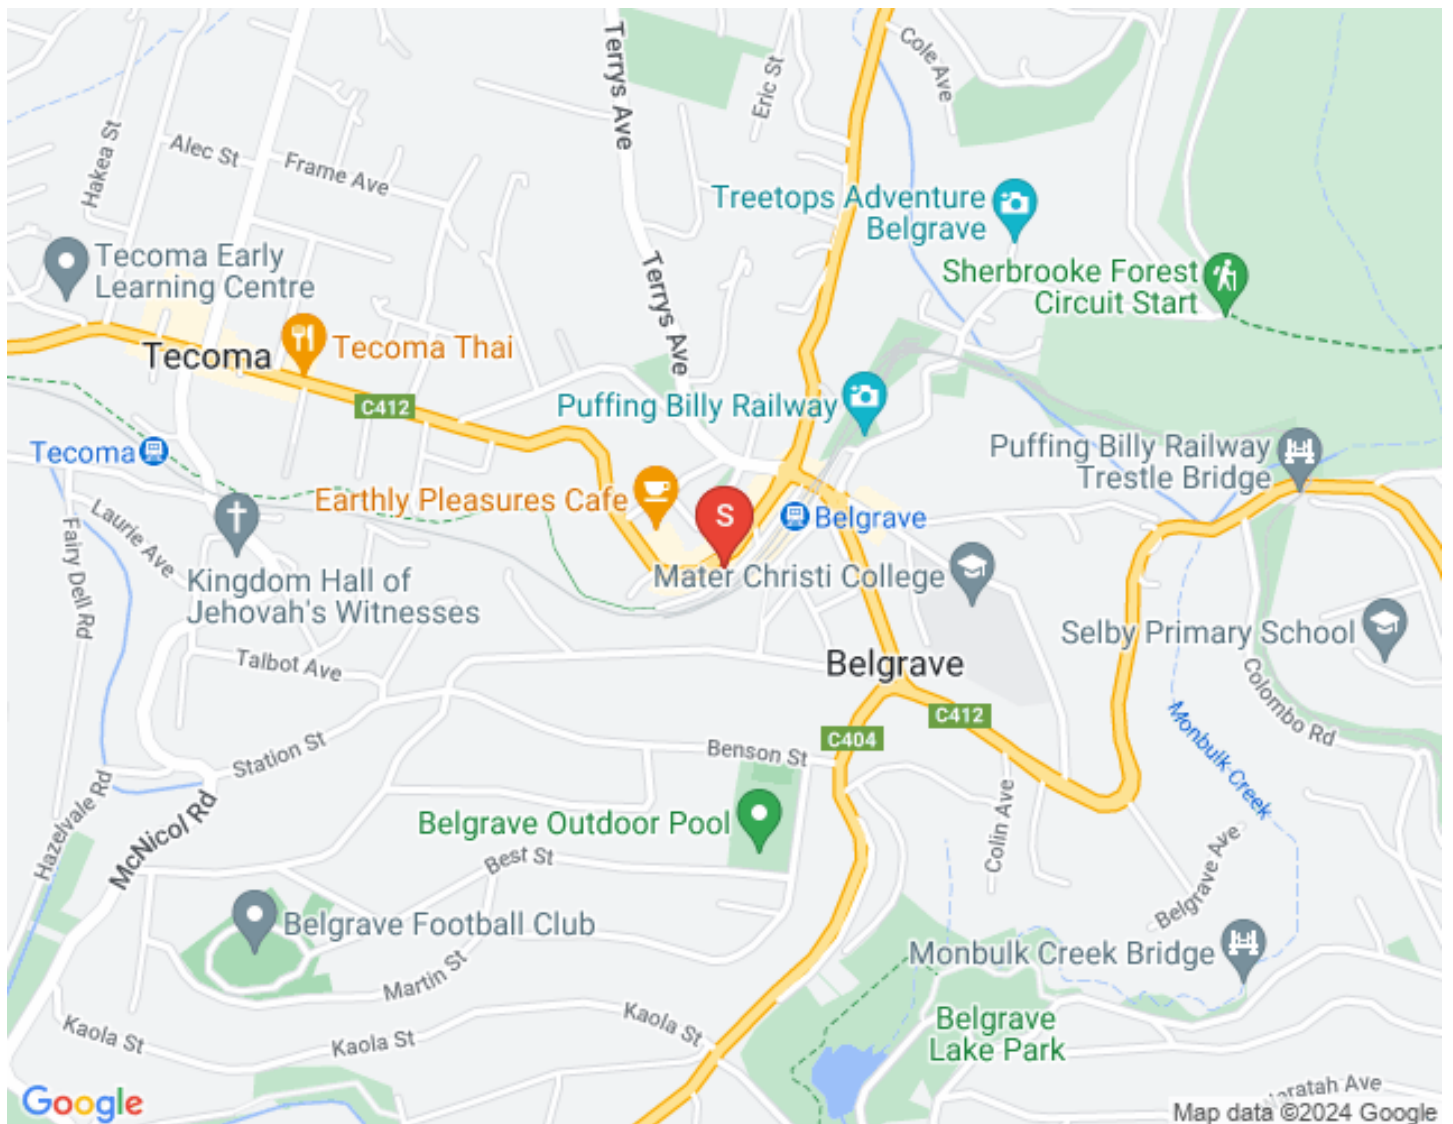 Terrys Ave
Eric St
Cole Ave
Hakea St
Alec St
Frame Ave
Treetops Adventure
Belgrave
Tecoma Early
Learning Centre
Terrys Ave
Sherbrooke Forest
Circuit Start
Tecoma
Tecoma Thai
C412
Puffing Billy Railway
Tecoma
Puffing Billy Railway
Trestle Bridge
Earthly Pleasures Cafe
S
Belgrave
Laurie Ave
Fairy Dell Rd
Kingdom Hall of
Jehovah's Witnesses
Mater Christi College
Selby Primary School
Talbot Ave
Belgrave
Colombo Rd
C412
C404
Monbulk Creek
Station St
Benson St
Hazelvale Rd
McNicol Rd
Belgrave Outdoor Pool
Colin Ave
Best St
Belgrave Ave
Belgrave Football Club
Monbulk Creek Bridge
Martin St
Kaola St
Kaola St
Kaola St
Belgrave
Lake Park
Google
Map data ©2024 Google